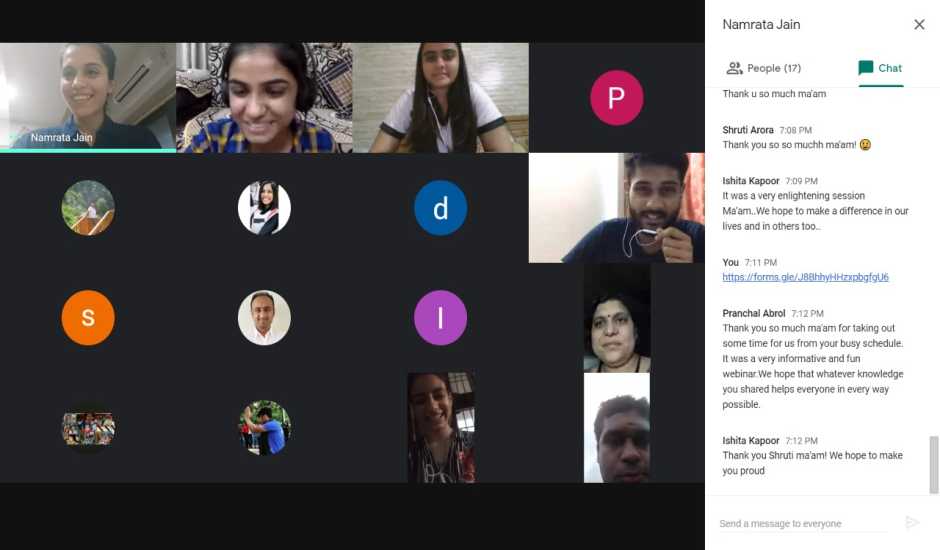 Namrata Jain
P
d
s
l
Namrata Jain
People (17)
Chat
Thank u so much ma'am
Shruti Arora 7:08 PM
Thank you so so muchh ma'am! 😃
Ishita Kapoor 7:09 PM
It was a very enlightening session
Ma'am..We hope to make a difference in our
lives and in others too..
You 7:11 PM
https://forms.gle/J8BhhyHHzxpbgfgU6
Pranchal Abrol 7:12 PM
Thank you so much ma'am for taking out
some time for us from your busy schedule.
It was a very informative and fun
webinar.We hope that whatever knowledge
you shared helps everyone in every way
possible.
Ishita Kapoor 7:12 PM
Thank you Shruti ma'am! We hope to make
you proud
Send a message to everyone